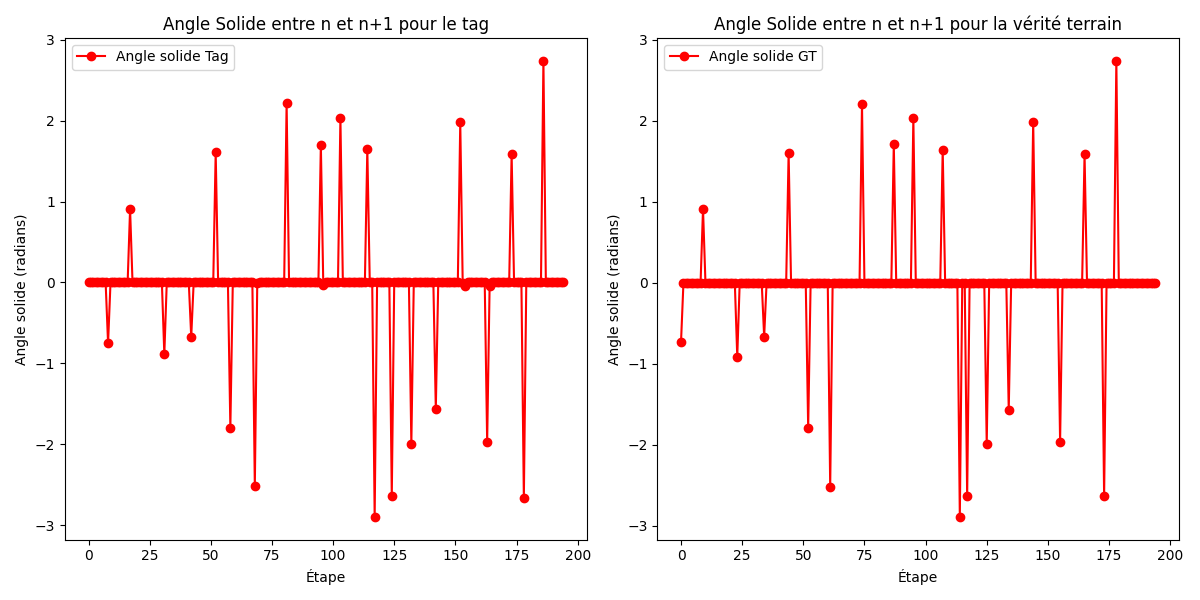 Angle Solide entre n et n+1 pour le tag
Angle solide Tag
3
2
1
0
−1
−2
−3
Angle solide (radians)
0 25 50 75 100 125 150 175 200
Étape
Angle Solide entre n et n+1 pour la vérité terrain
Angle solide GT
3
2
1
0
−1
−2
−3
Angle solide (radians)
0 25 50 75 100 125 150 175 200
Étape